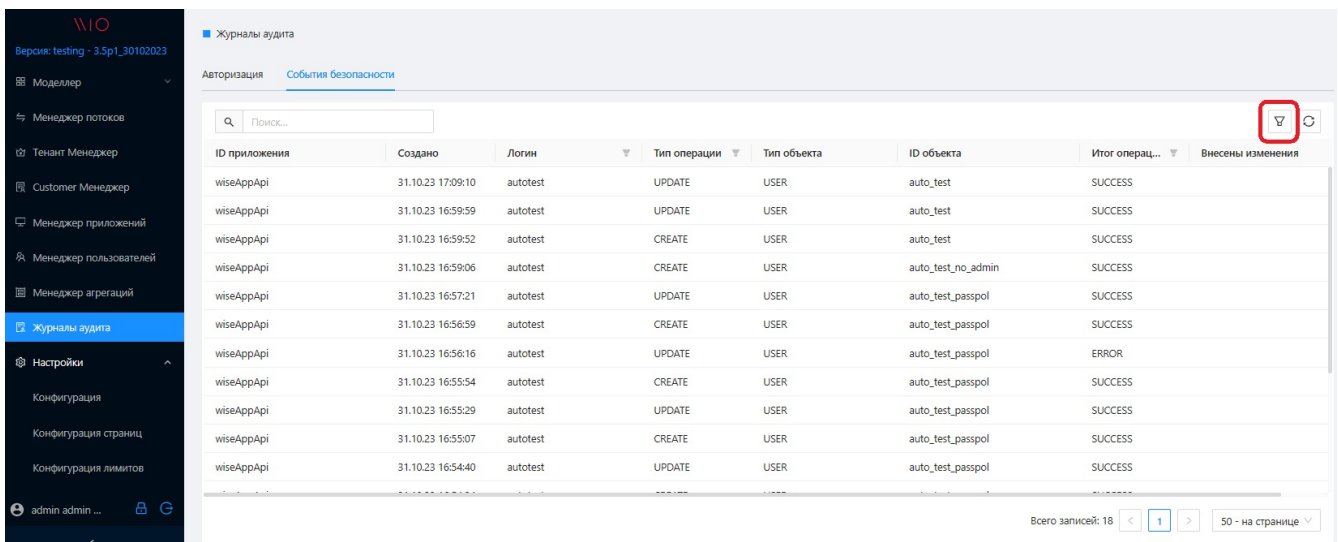 WIO
Версия: testing - 3.5p1_30102023
Моделлер
Менеджер потоков
Тенант Менеджер
Customer Менеджер
Менеджер приложений
Менеджер пользователей
Менеджер агрегаций
Журналы аудита
Настройки
Конфигурация
Конфигурация страниц
Конфигурация лимитов
admin admin ...
Журналы аудита
Авторизация События безопасности
Поиск...
ID приложения Создано Логин Тип операции Тип объекта ID объекта Итог операц... Внесены изменения
wiseAppApi 31.10.23 17:09:10 autotest UPDATE USER auto_test SUCCESS
wiseAppApi 31.10.23 16:59:59 autotest UPDATE USER auto_test SUCCESS
wiseAppApi 31.10.23 16:59:52 autotest CREATE USER auto_test SUCCESS
wiseAppApi 31.10.23 16:59:06 autotest CREATE USER auto_test_no_admin SUCCESS
wiseAppApi 31.10.23 16:57:21 autotest UPDATE USER auto_test_passpol SUCCESS
wiseAppApi 31.10.23 16:56:59 autotest CREATE USER auto_test_passpol SUCCESS
wiseAppApi 31.10.23 16:56:16 autotest UPDATE USER auto_test_passpol ERROR
wiseAppApi 31.10.23 16:55:54 autotest CREATE USER auto_test_passpol SUCCESS
wiseAppApi 31.10.23 16:55:29 autotest UPDATE USER auto_test_passpol SUCCESS
wiseAppApi 31.10.23 16:55:07 autotest CREATE USER auto_test_passpol SUCCESS
wiseAppApi 31.10.23 16:54:40 autotest UPDATE USER auto_test_passpol SUCCESS
Всего записей: 18 < 1 > 50 - на странице